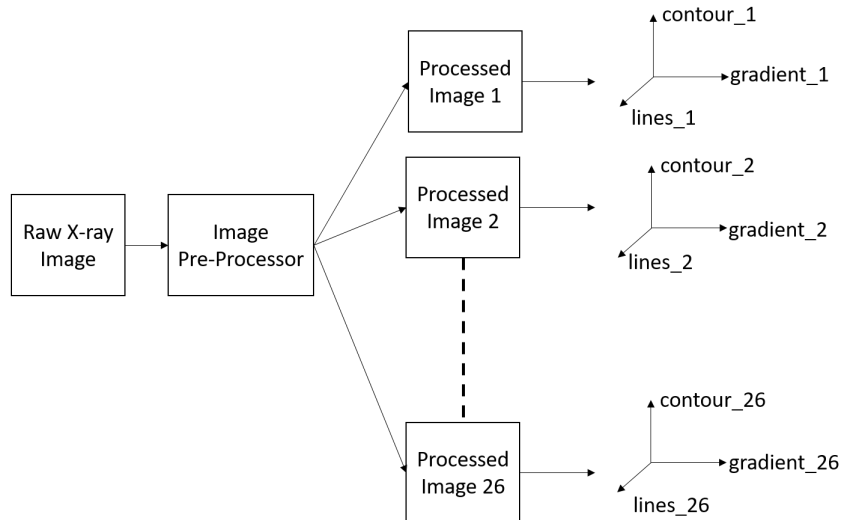 contour_1
Processed
Image 1
gradient_1
lines_1
Processed
Image 2
contour_2
gradient_2
lines_2
Raw X-ray
Image
Image
Pre-Processor
contour_26
Processed
Image 26
gradient_26
lines_26